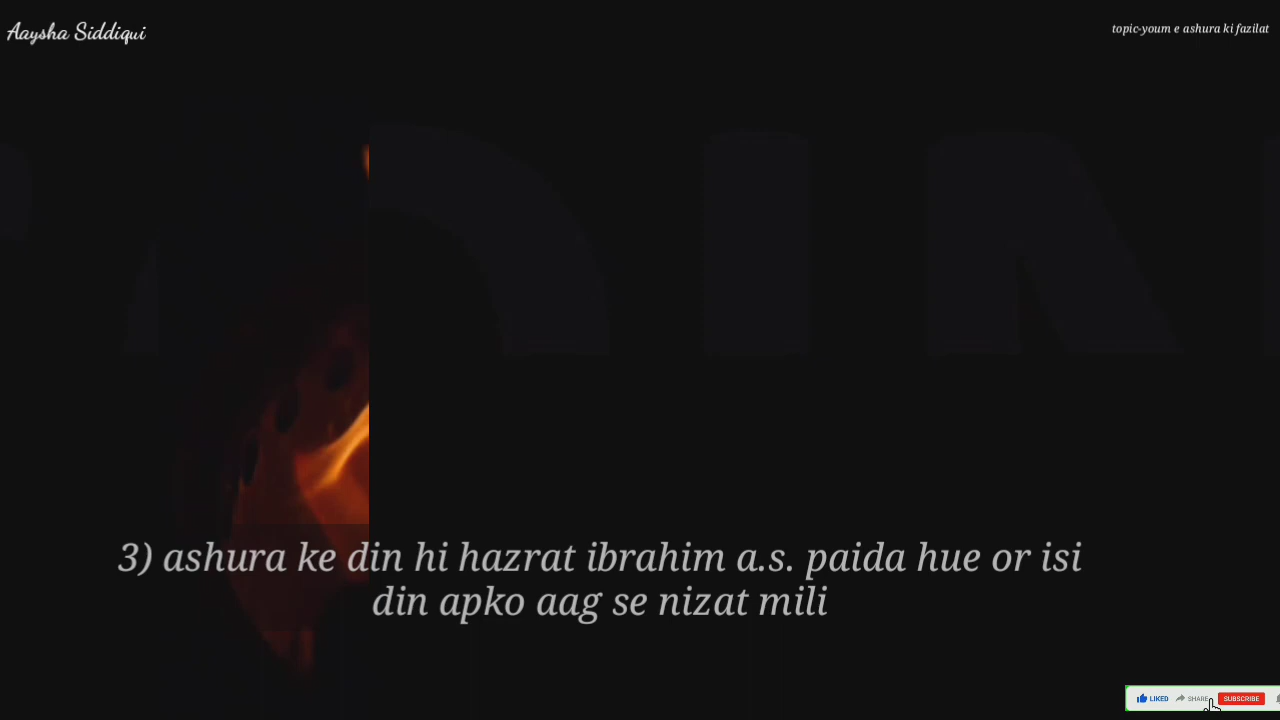 Aaysha Siddiqui
topic-youm e ashura ki fazilat
3) ashura ke din hi hazrat ibrahim a.s. paida hue or isi
din apko aag se nizat mili
LIKED SHARE SUBSCRIBE